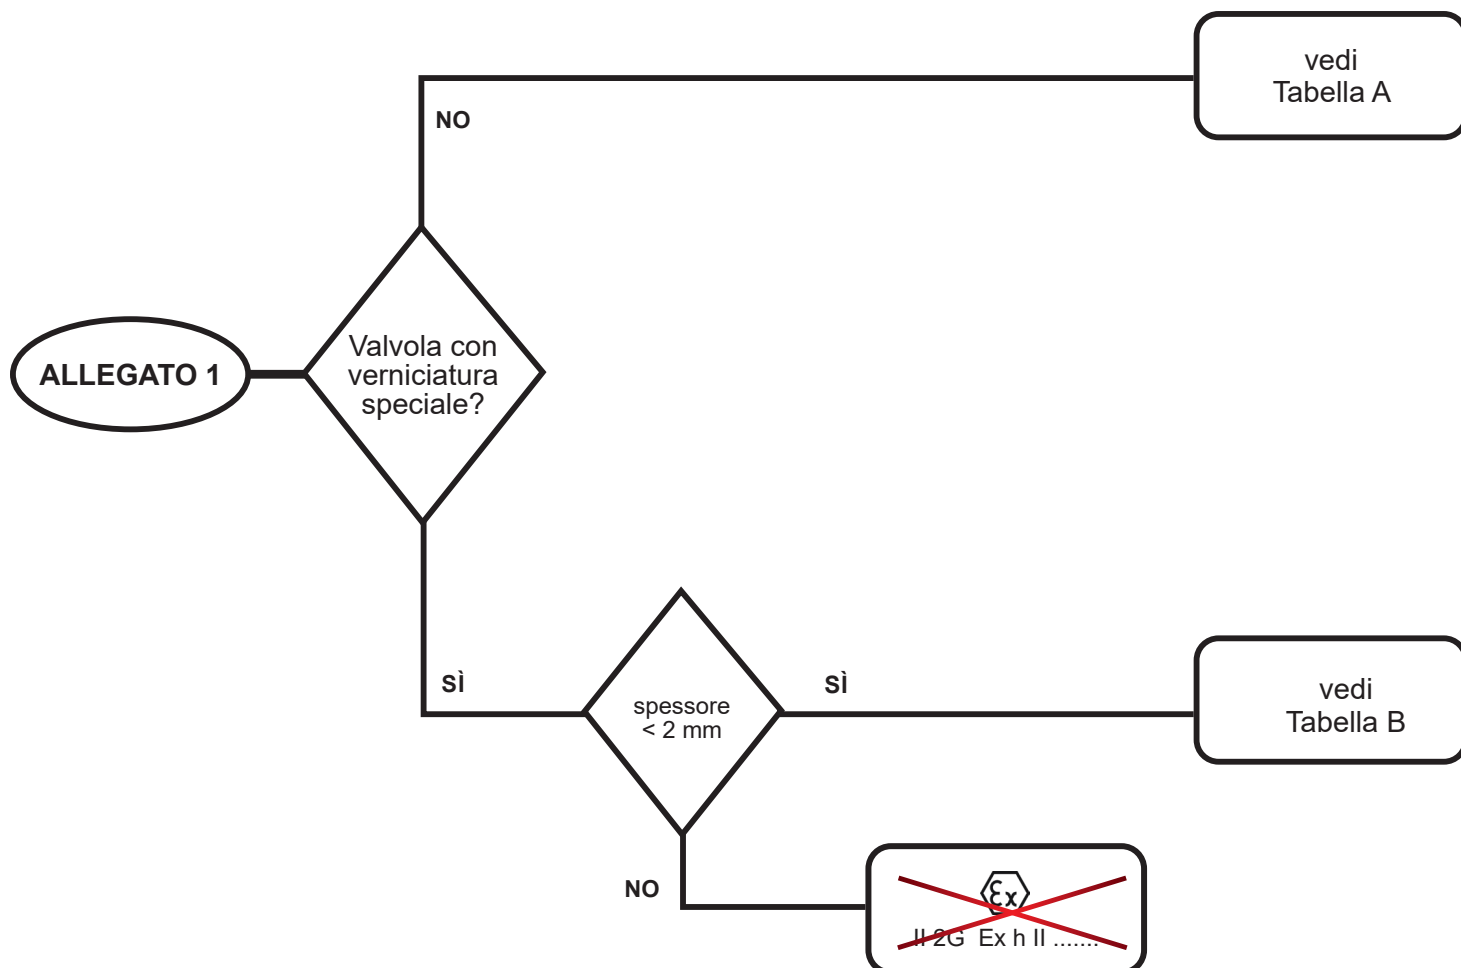 vedi
Tabella A
NO
Valvola con
verniciatura
speciale?
ALLEGATO 1
SÌ
spessore
< 2 mm
SÌ
vedi
Tabella B
NO
Ex
II 2G Ex h II .......